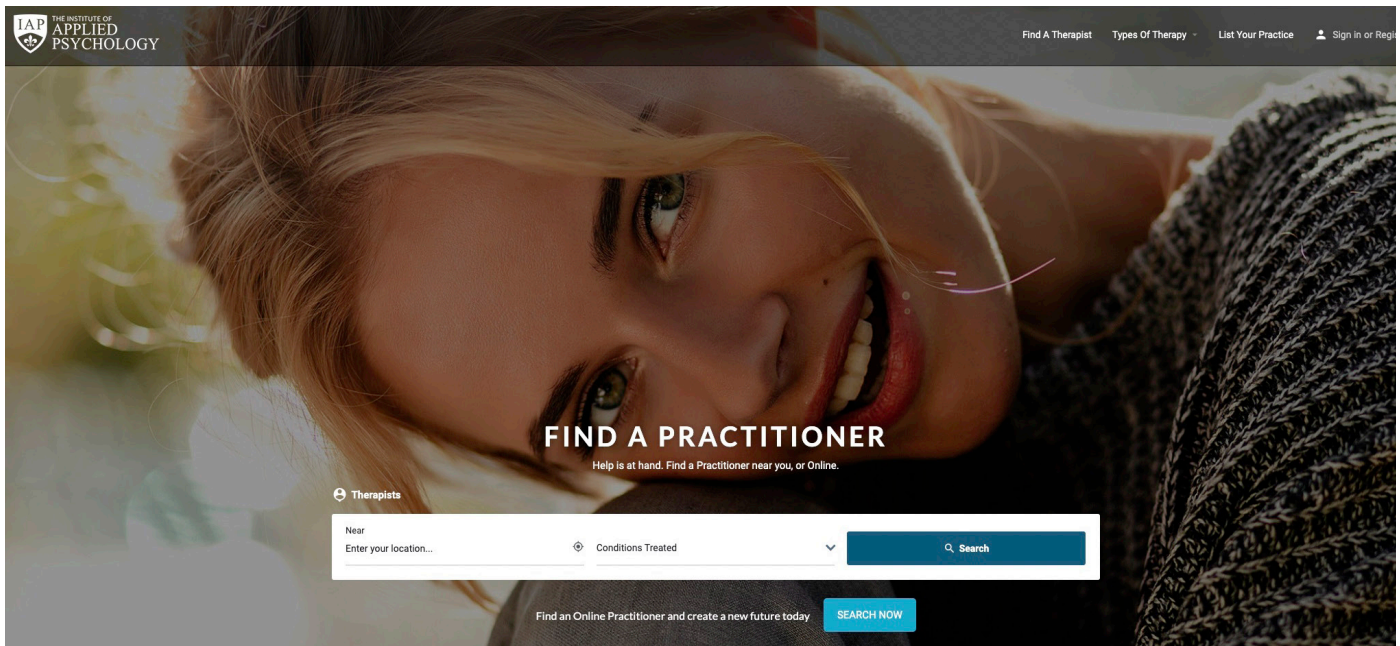 IAP
THE INSTITUTE OF
APPLIED
PSYCHOLOGY
Find A Therapist
Types Of Therapy
List Your Practice
Sign in or Regis
FIND A PRACTITIONER
Help is at hand. Find a Practitioner near you, or Online.
Therapists
Near
Enter your location...
Conditions Treated
Search
Find an Online Practitioner and create a new future today
SEARCH NOW